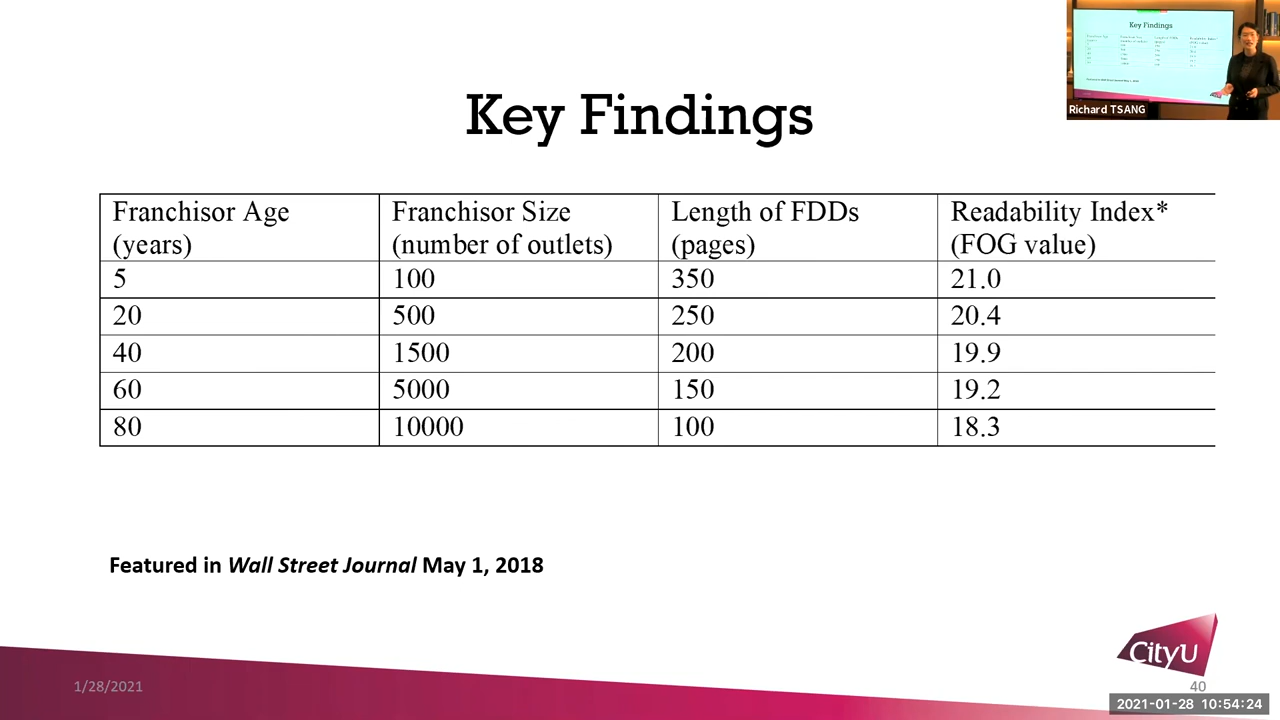 Key Findings
Richard TSANG
Key Findings
Franchisor Age
(years)
Franchisor Size
(number of outlets)
Length of FDDs
(pages)
Readability Index*
(FOG value)
5 100 350 21.0
20 500 250 20.4
40 1500 200 19.9
60 5000 150 19.2
80 10000 100 18.3
Featured in Wall Street Journal May 1, 2018
CityU
1/28/2021
40
2021-01-28 10:54:24